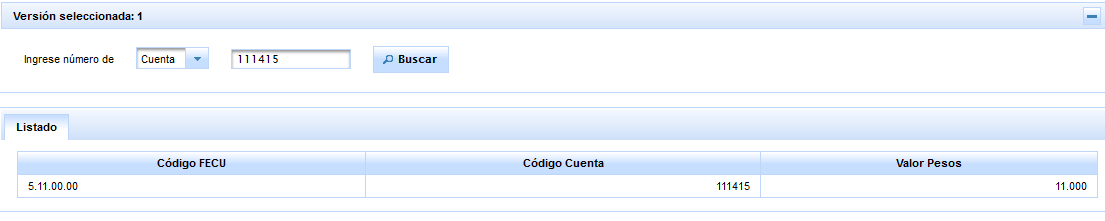 Versión seleccionada: 1
Ingrese número de Cuenta 111415 Buscar
Listado
Código FECU Código Cuenta Valor Pesos
5.11.00.00 111415 11.000